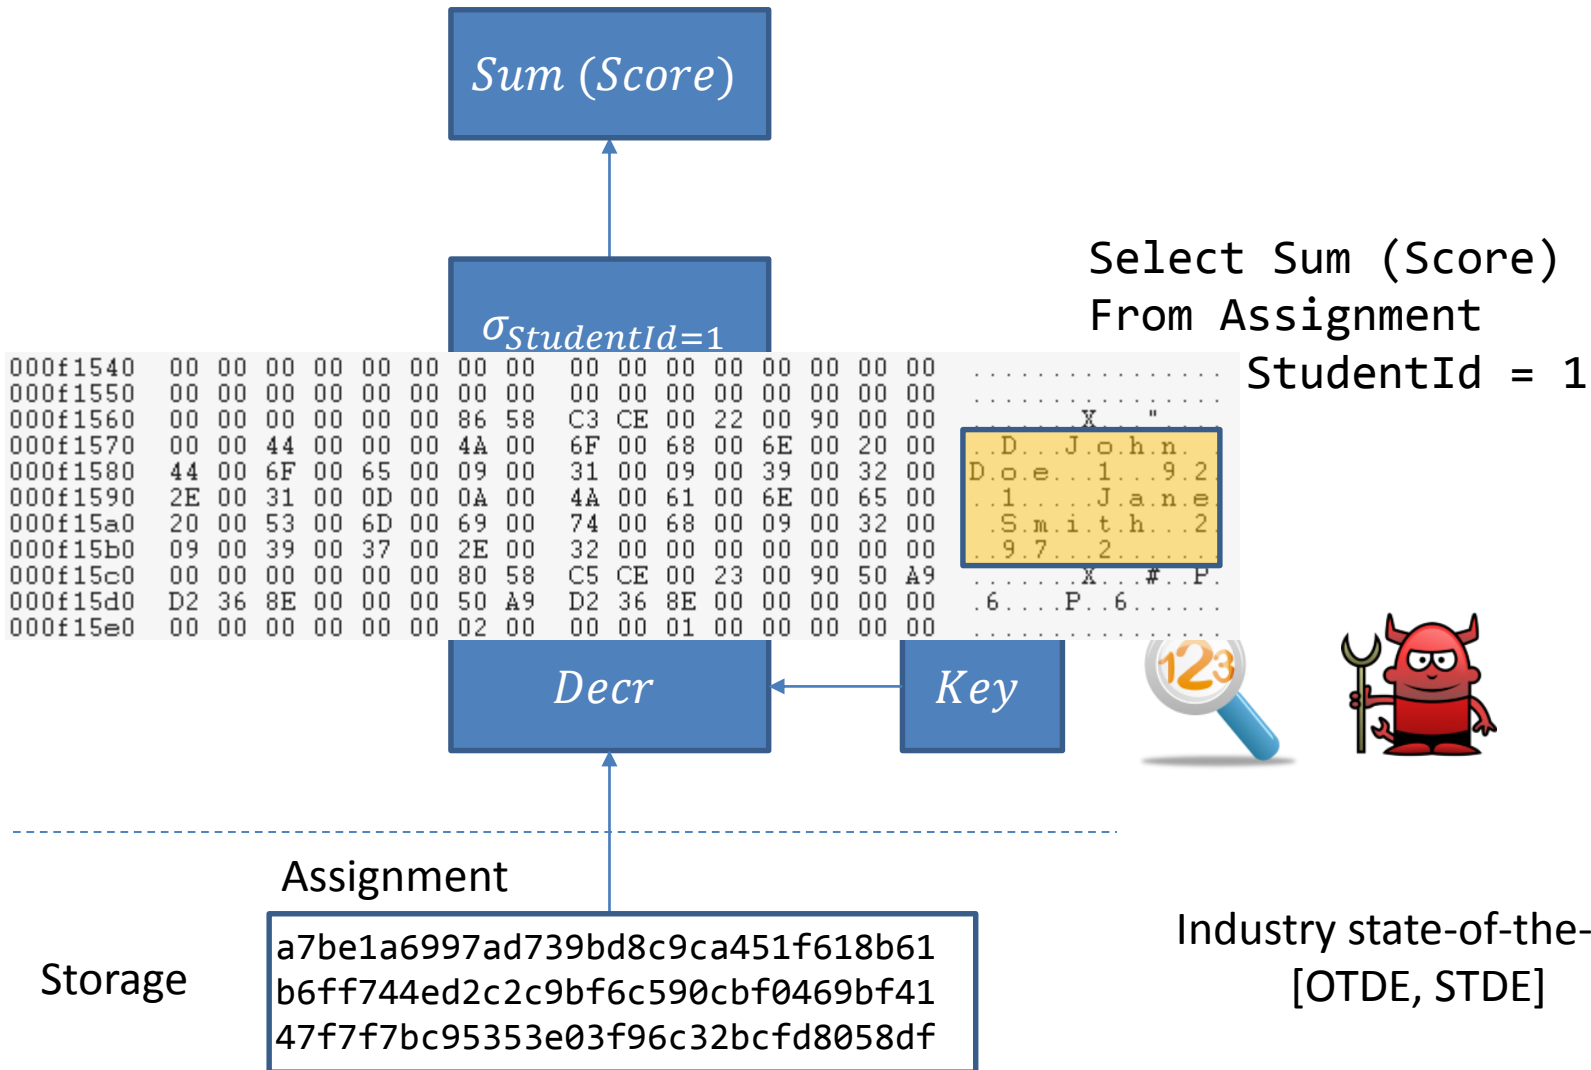 Sum (Score)
σStudentId=1
Select Sum (Score)
From Assignment
StudentId = 1
000f1540 00 00 00 00 00 00 00 00 00 00 00 00 00 00 00 00 ................
000f1550 00 00 00 00 00 00 00 00 00 00 00 00 00 00 00 00 ................
000f1560 00 00 00 00 00 00 86 58 C3 CE 00 22 00 90 00 00 .......X..."....
000f1570 00 00 44 00 00 00 4A 00 6F 00 68 00 6E 00 20 00 ..D...J.o.h.n. .
000f1580 44 00 6F 00 65 00 09 00 31 00 09 00 39 00 32 00 D.o.e...1...9.2.
000f1590 2E 00 31 00 0D 00 0A 00 4A 00 61 00 6E 00 65 00 ..1.....J.a.n.e.
000f15a0 20 00 53 00 6D 00 69 00 74 00 68 00 09 00 32 00 .S.m.i.t.h...2.
000f15b0 09 00 39 00 37 00 2E 00 32 00 00 00 00 00 00 00 ..9.7...2.......
000f15c0 00 00 00 00 00 00 80 58 C5 CE 00 23 00 90 50 A9 .......X...#..P.
000f15d0 D2 36 8E 00 00 00 50 A9 D2 36 8E 00 00 00 00 00 .6....P..6......
000f15e0 00 00 00 00 00 00 02 00 00 00 01 00 00 00 00 00 ................
123
Decr
Key
Assignment
Storage
a7be1a6997ad739bd8c9ca451f618b61
b6ff744ed2c2c9bf6c590cbf0469bf41
47f7f7bc95353e03f96c32bcfd8058df
Industry state-of-the-
[OTDE, STDE]